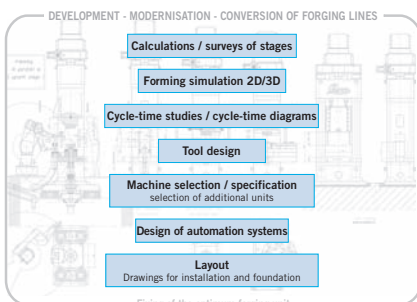 DEVELOPMENT - MODERNISATION - CONVERSION OF FORGING LINES
Calculations / surveys of stages
Forming simulation 2D/3D
Cycle-time studies / cycle-time diagrams
Tool design
Machine selection / specification
selection of additional units
Design of automation systems
Layout
Drawings for installation and foundation